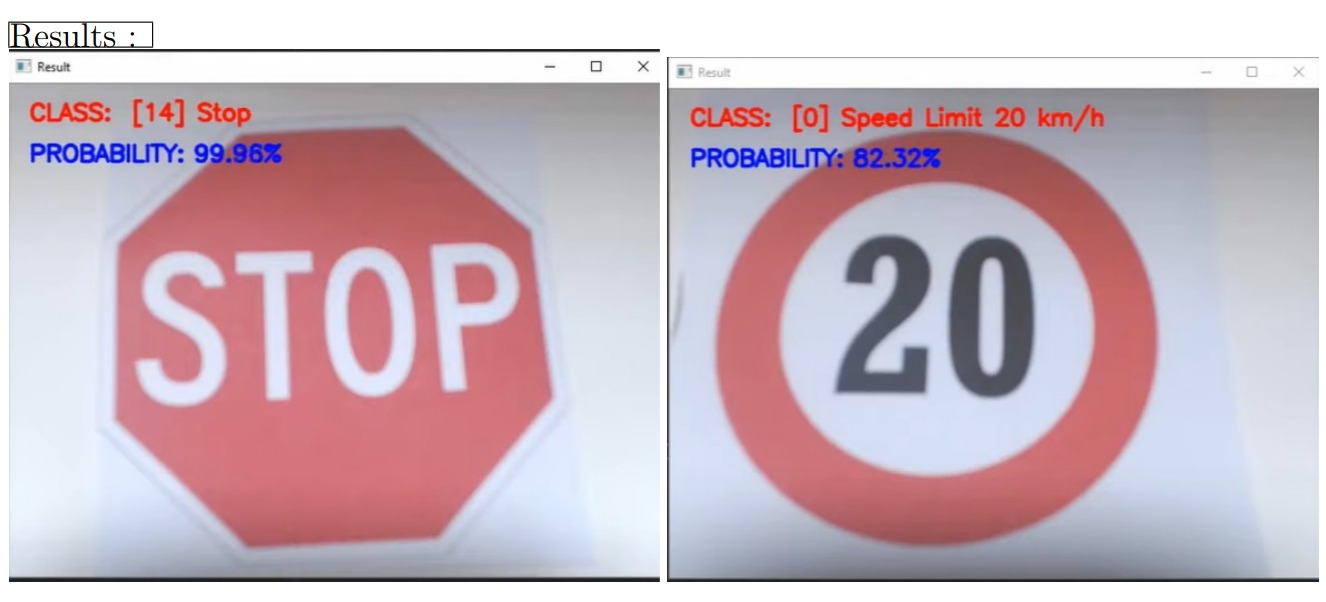 Results :
Result
CLASS: [14] Stop
PROBABILITY: 99.96%
STOP
Result
CLASS: [0] Speed Limit 20 km/h
PROBABILITY: 82.32%
20